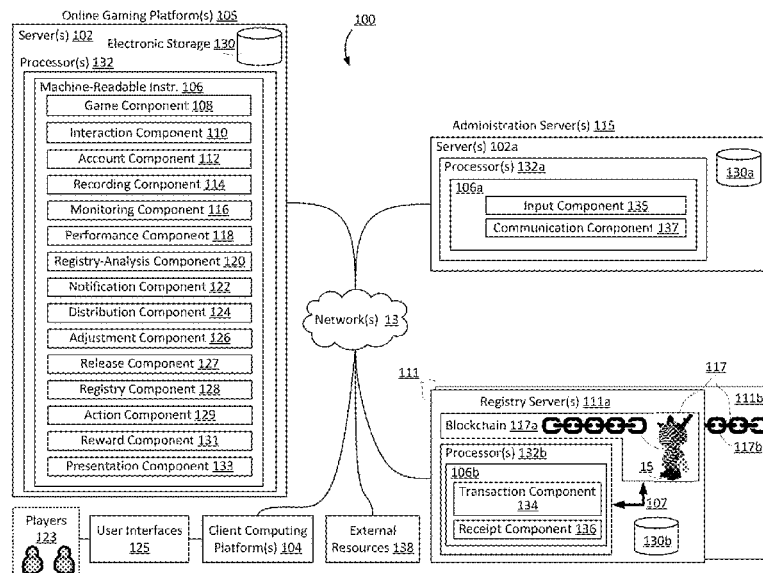 Online Gaming Platform(s) 105
Server(s) 102
Electronic Storage 130
Processor(s) 132
Machine-Readable Instr. 106
Game Component 108
Interaction Component 110
Account Component 112
Recording Component 114
Monitoring Component 116
Performance Component 118
Registry-Analysis Component 120
Notification Component 122
Distribution Component 124
Adjustment Component 126
Release Component 127
Registry Component 128
Action Component 129
Reward Component 131
Presentation Component 133
100
Administration Server(s) 115
Server(s) 102a
Processor(s) 132a
130a
106a
Input Component 135
Communication Component 137
Network(s) 13
111
117
Registry Server(s) 111a
111b
Blockchain 117a
117b
Processor(s) 132b
106b
15
Transaction Component
134
107
Receipt Component 136
130b
Players
123
User Interfaces
125
Client Computing
Platform(s) 104
External
Resources 138